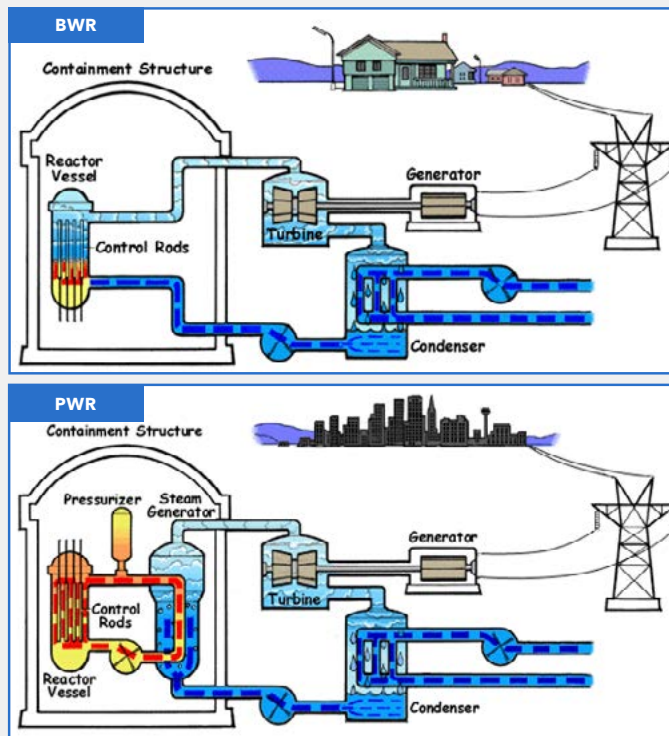 BWR
Containment Structure
Reactor
Vessel
Control Rods
Turbine
Generator
Condenser
PWR
Containment Structure
Pressurizer
Steam
Generator
Control
Rods
Reactor
Vessel
Turbine
Generator
Condenser